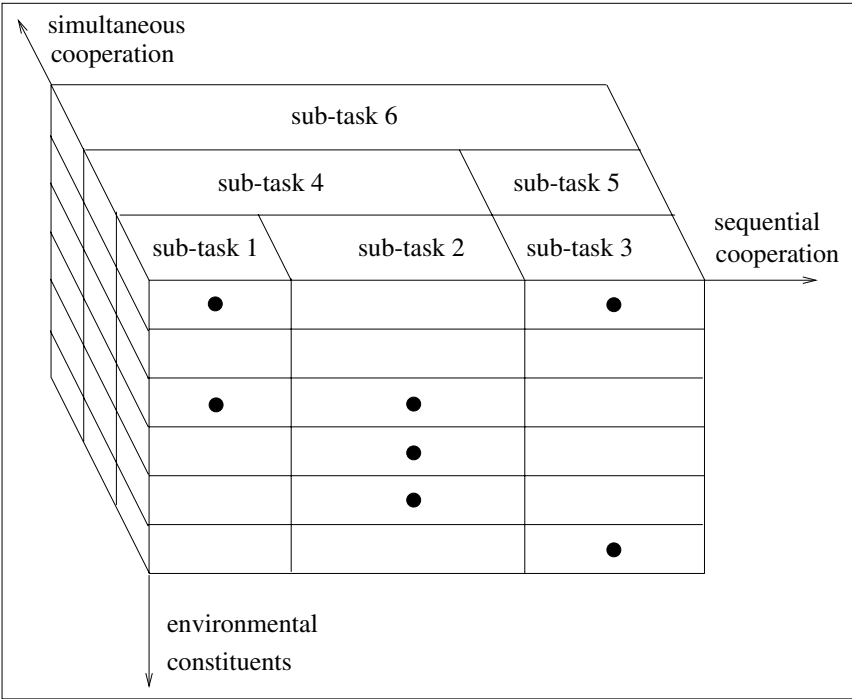 simultaneous
cooperation
sub-task 6
sub-task 4
sub-task 5
sub-task 1
sub-task 2
sub-task 3
sequential
cooperation
environmental
constituents